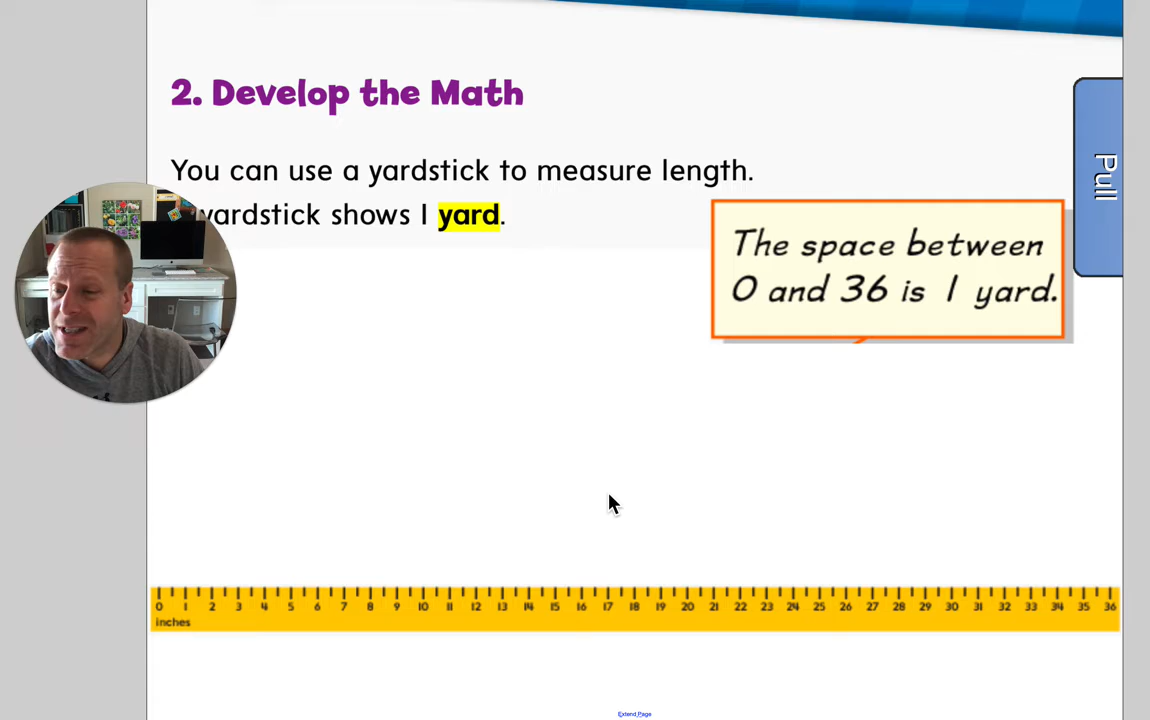 2. Develop the Math
You can use a yardstick to measure length.
yardstick shows 1 yard.
The space between
0 and 36 is 1 yard.
Pull
0 1 2 3 4 5 6 7 8 9 10 11 12 13 14 15 16 17 18 19 20 21 22 23 24 25 26 27 28 29 30 31 32 33 34 35 36
inches
Extend Page